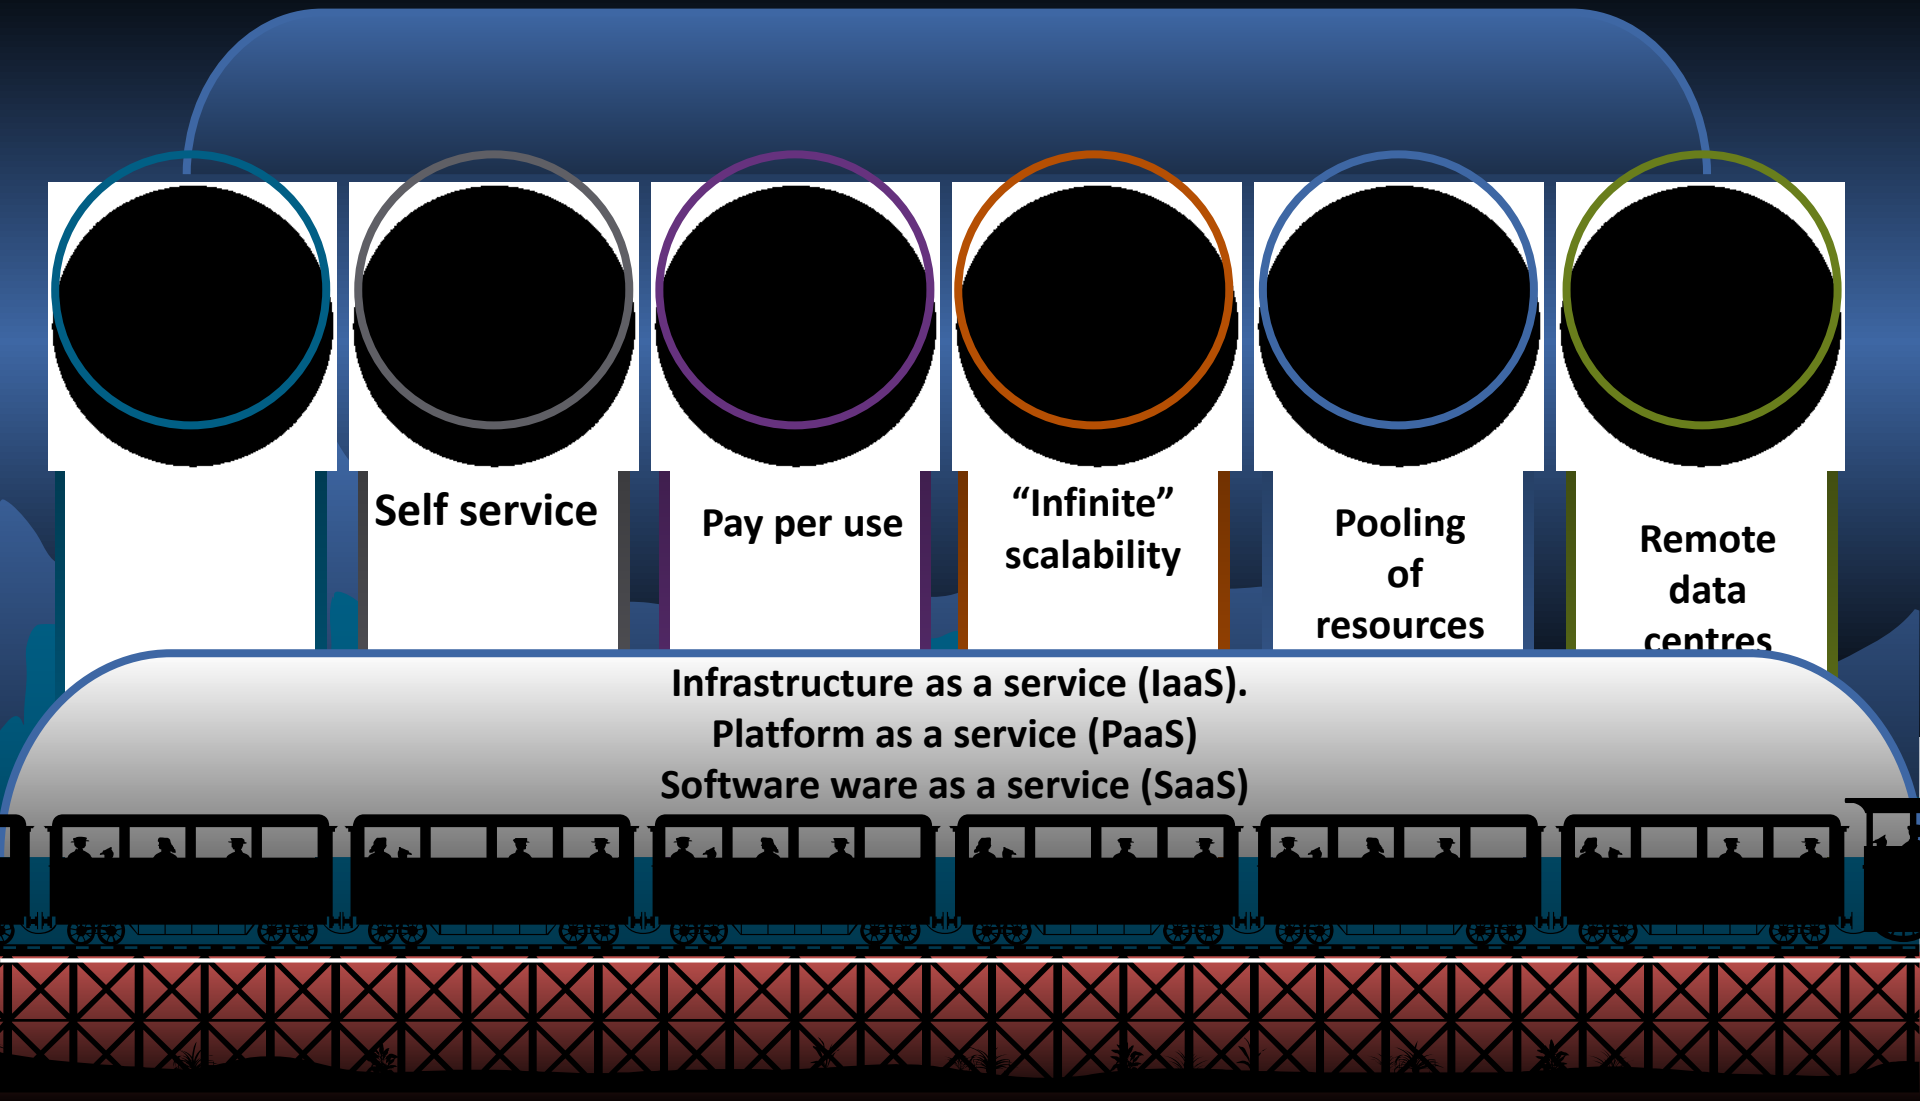 Self service
Pay per use
“Infinite”
scalability
Pooling
of
resources
Remote
data
centres
Infrastructure as a service (IaaS).
Platform as a service (PaaS)
Software ware as a service (SaaS)